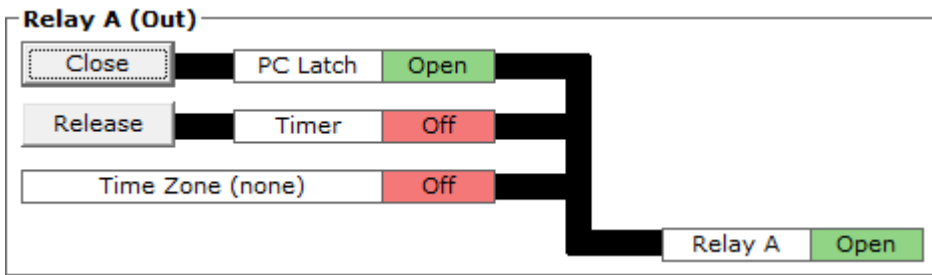 Relay A (Out)
Close PC Latch Open
Release Timer Off
Time Zone (none) Off
Relay A Open